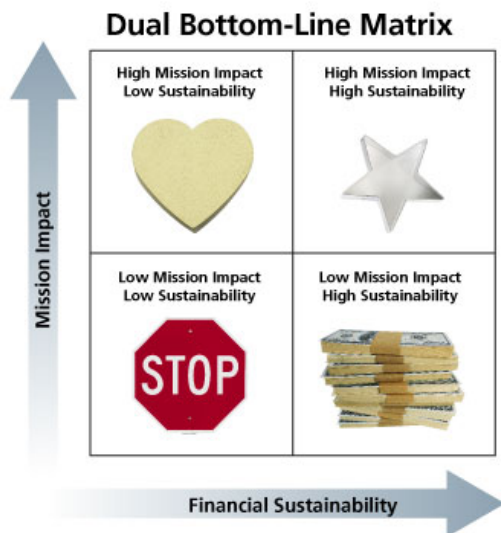 Dual Bottom-Line Matrix
High Mission Impact
Low Sustainability
High Mission Impact
High Sustainability
Mission Impact
Low Mission Impact
Low Sustainability
STOP
Low Mission Impact
High Sustainability
Financial Sustainability